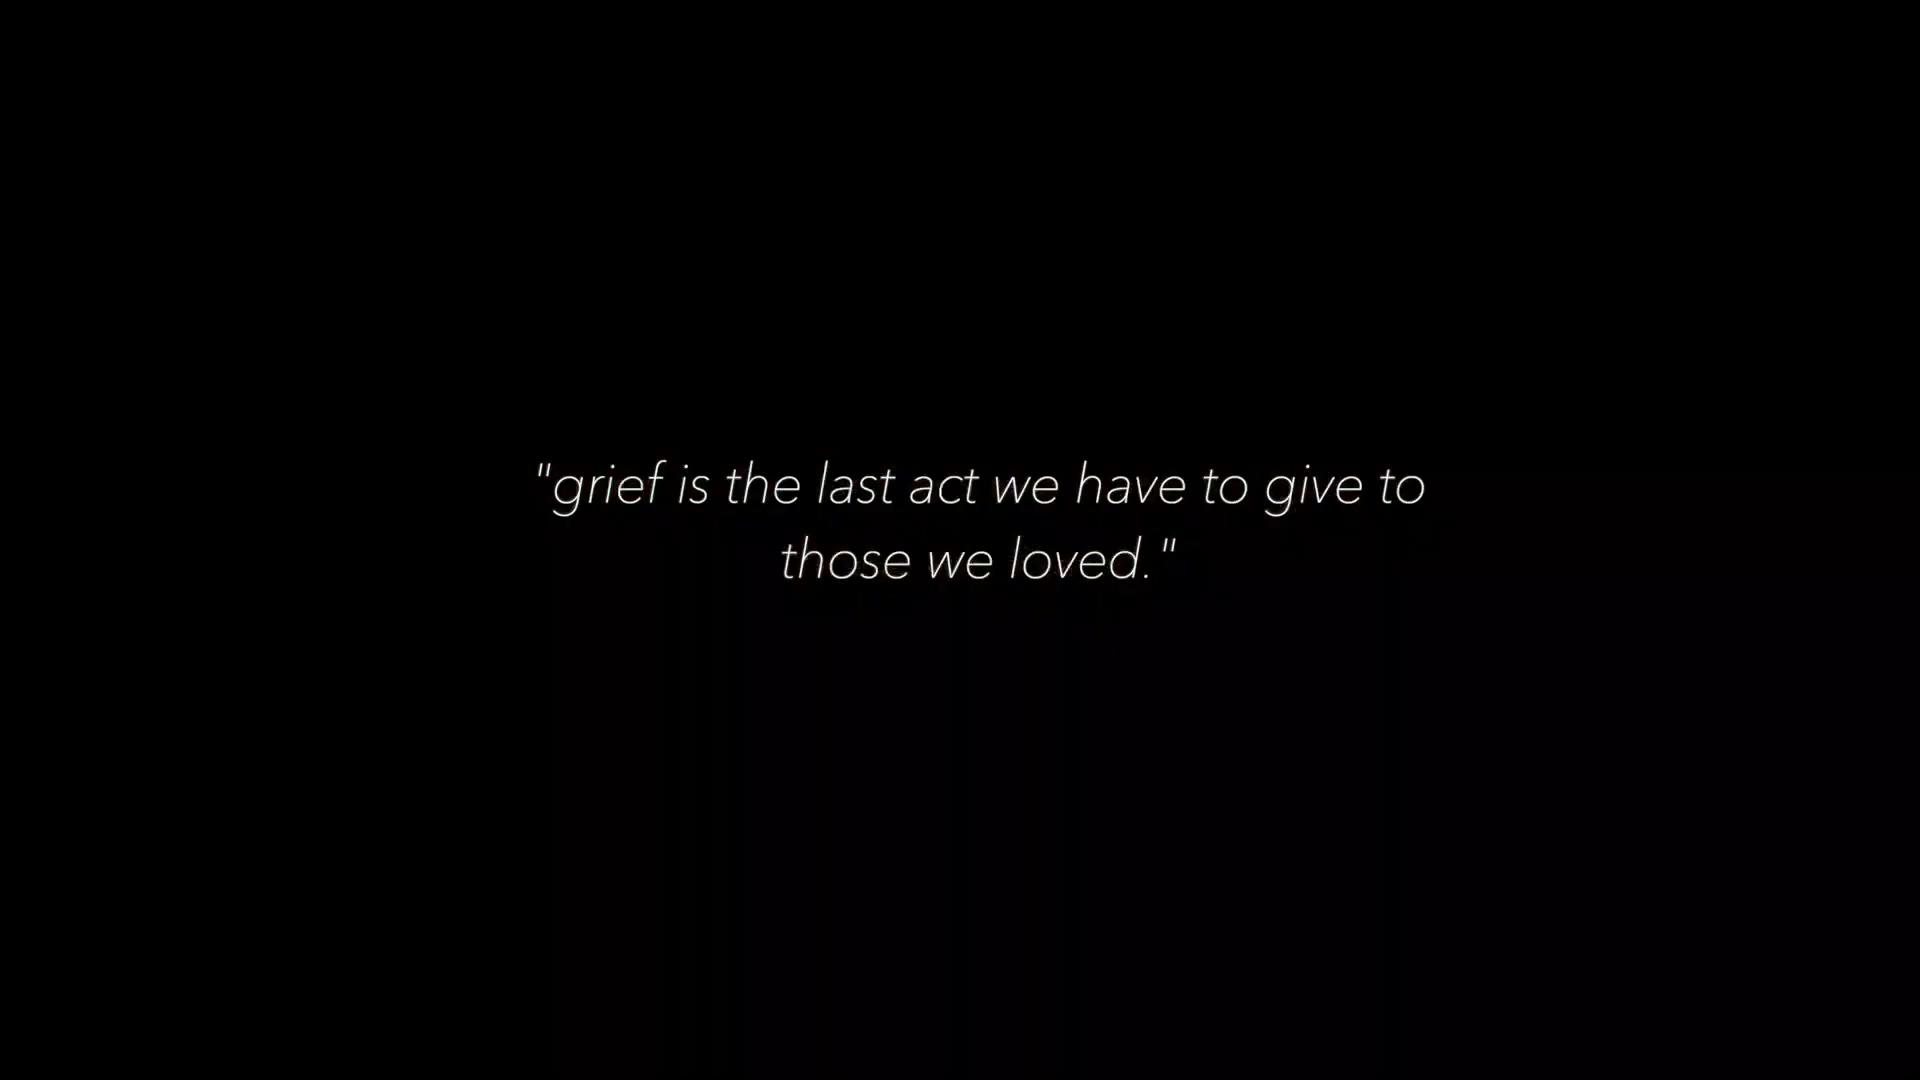 "grief is the last act we have to give to
those we loved."